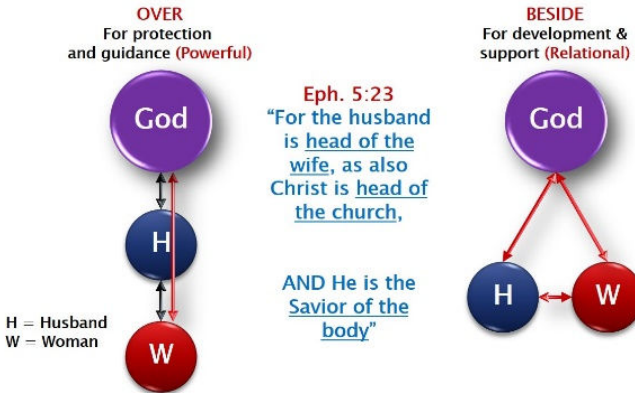 OVER
For protection
and guidance (Powerful)
God
H
W
H = Husband
W = Woman
Eph. 5:23
“For the husband
is head of the
wife, as also
Christ is head of
the church,
AND He is the
Savior of the
body”
BESIDE
For development &
support (Relational)
God
H
W